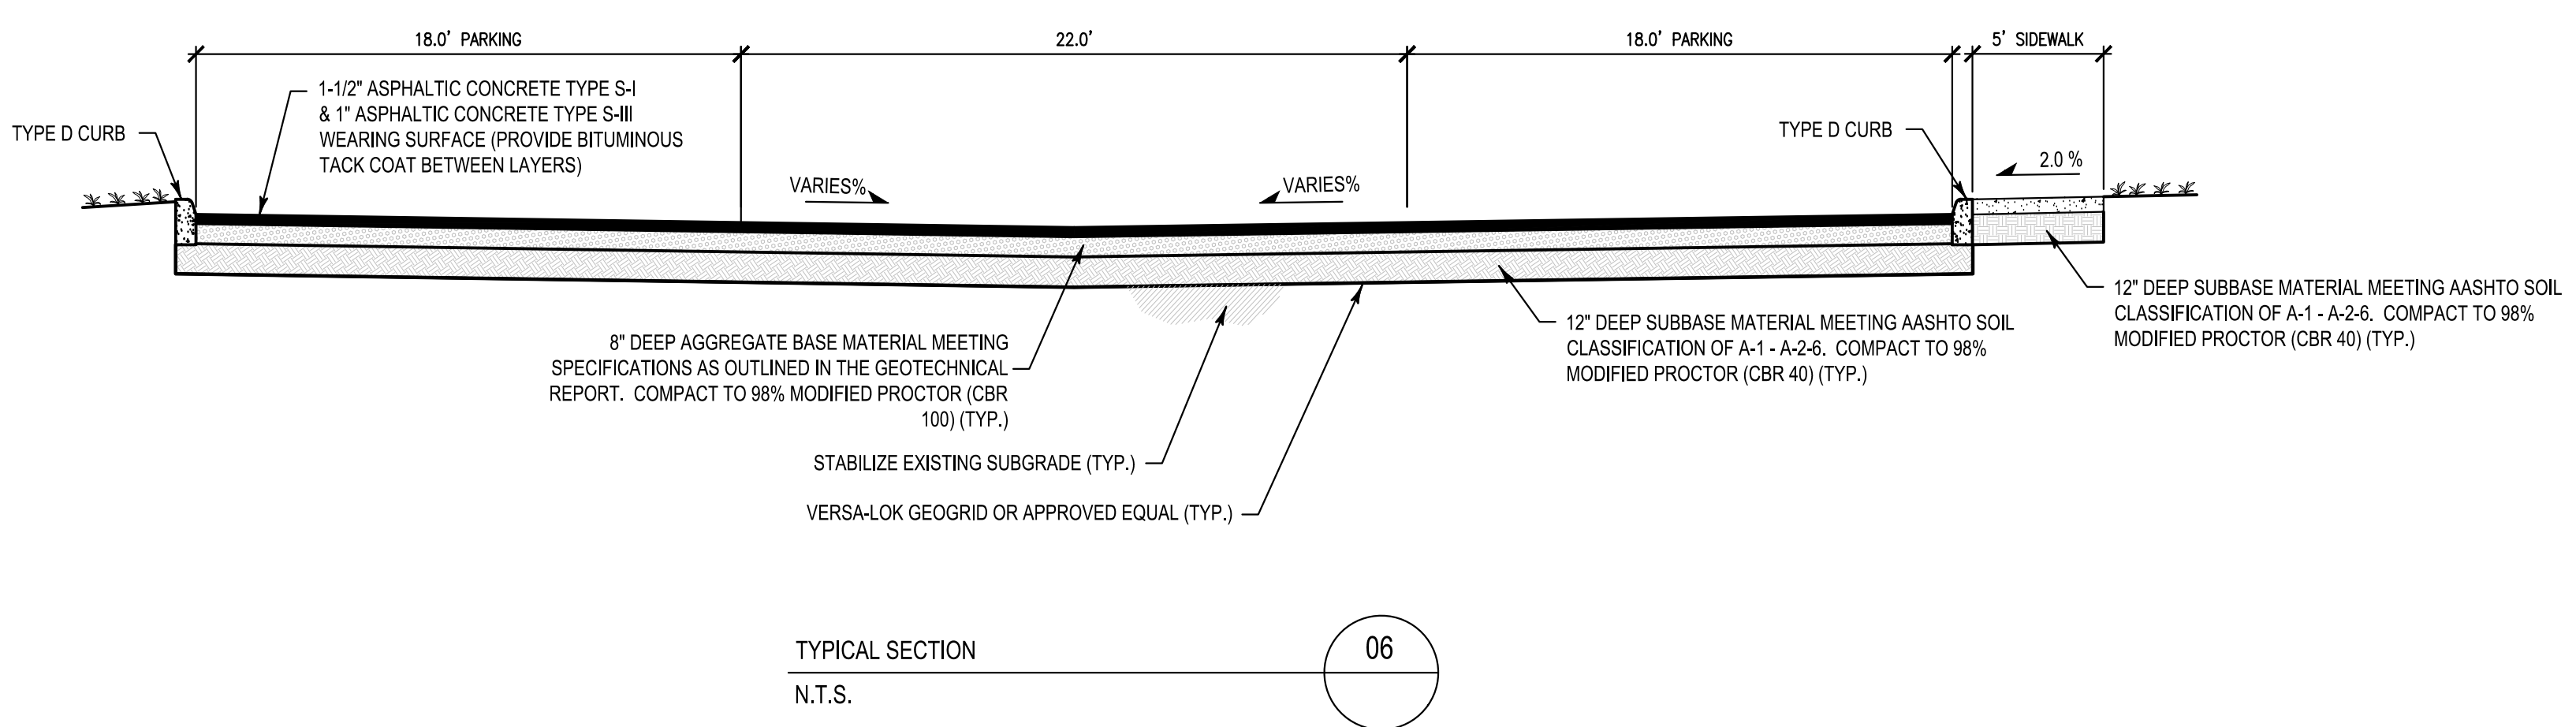 18.0' PARKING
22.0'
18.0' PARKING
5' SIDEWALK
1-1/2" ASPHALTIC CONCRETE TYPE S-I
& 1" ASPHALTIC CONCRETE TYPE S-III
WEARING SURFACE (PROVIDE BITUMINOUS
TACK COAT BETWEEN LAYERS)
TYPE D CURB
TYPE D CURB
2.0 %
VARIES%
VARIES%
8" DEEP AGGREGATE BASE MATERIAL MEETING
SPECIFICATIONS AS OUTLINED IN THE GEOTECHNICAL
REPORT. COMPACT TO 98% MODIFIED PROCTOR (CBR
100) (TYP.)
12" DEEP SUBBASE MATERIAL MEETING AASHTO SOIL
CLASSIFICATION OF A-1 - A-2-6. COMPACT TO 98%
MODIFIED PROCTOR (CBR 40) (TYP.)
12" DEEP SUBBASE MATERIAL MEETING AASHTO SOIL
CLASSIFICATION OF A-1 - A-2-6. COMPACT TO 98%
MODIFIED PROCTOR (CBR 40) (TYP.)
STABILIZE EXISTING SUBGRADE (TYP.)
VERSA-LOK GEOGRID OR APPROVED EQUAL (TYP.)
TYPICAL SECTION
06
N.T.S.